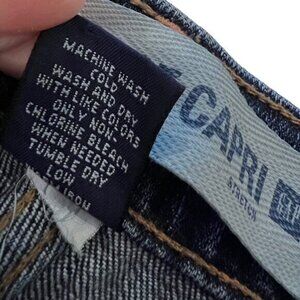 MACHINE WASH
COLD
WASH AND DRY
WITH LIKE COLORS
ONLY NON-
CHLORINE BLEACH
WHEN NEEDED
TUMBLE DRY
LOW
IRON
CAPRI
STRETCH